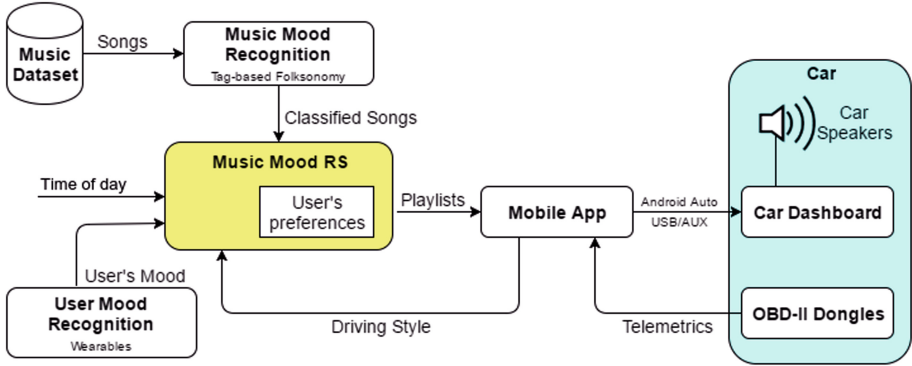 Music
Dataset
Songs
Music Mood
Recognition
Tag-based Folksonomy
Classified Songs
Music Mood RS
User's
preferences
Time of day
User's Mood
User Mood
Recognition
Wearables
Playlists
Mobile App
Driving Style
Android Auto
USB/AUX
Telemetrics
Car
Car
Speakers
Car Dashboard
OBD-II Dongles